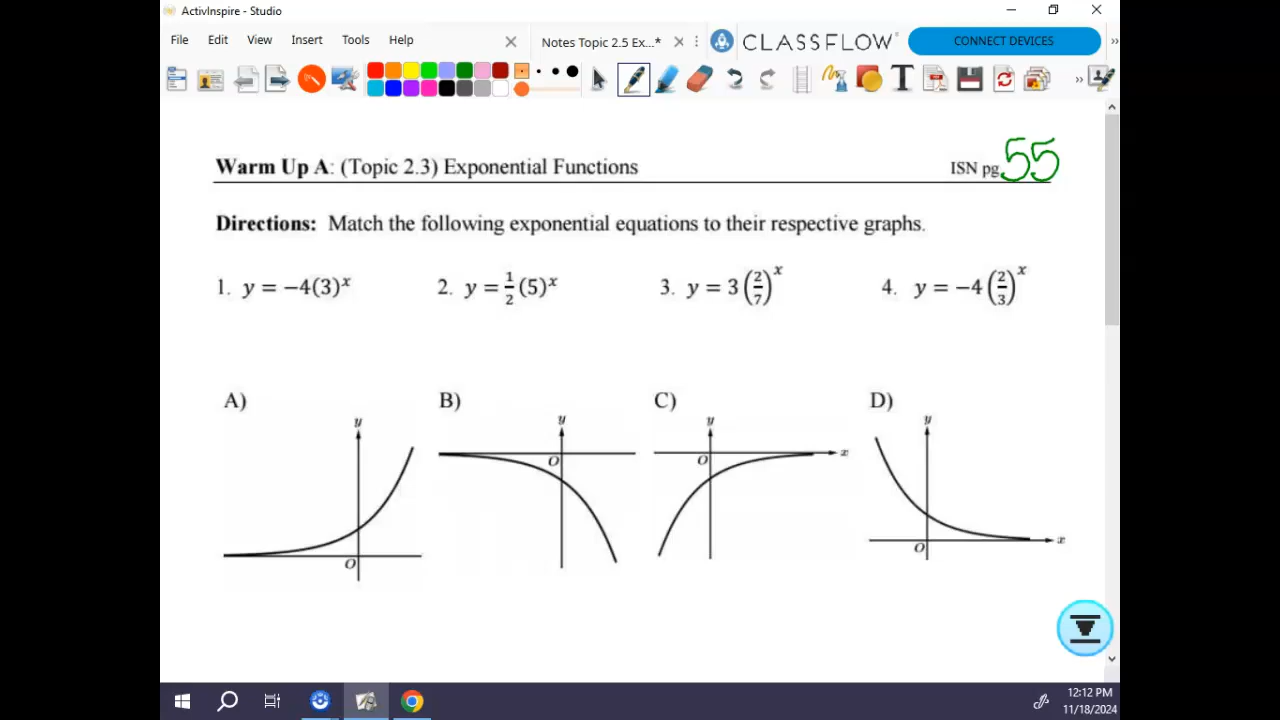 ActivInspire - Studio
File Edit View Insert Tools Help
Notes Topic 2.5 Ex...*
CLASSFLOW
CONNECT DEVICES
Warm Up A: (Topic 2.3) Exponential Functions ISN pg. 55
Directions: Match the following exponential equations to their respective graphs.
1. y = −4(3)^x 2. y = 1/2 (5)^x 3. y = 3 (2/7)^x 4. y = −4 (2/3)^x
A) B) C) D)
y y y y
O O O x O x
12:12 PM
11/18/2024